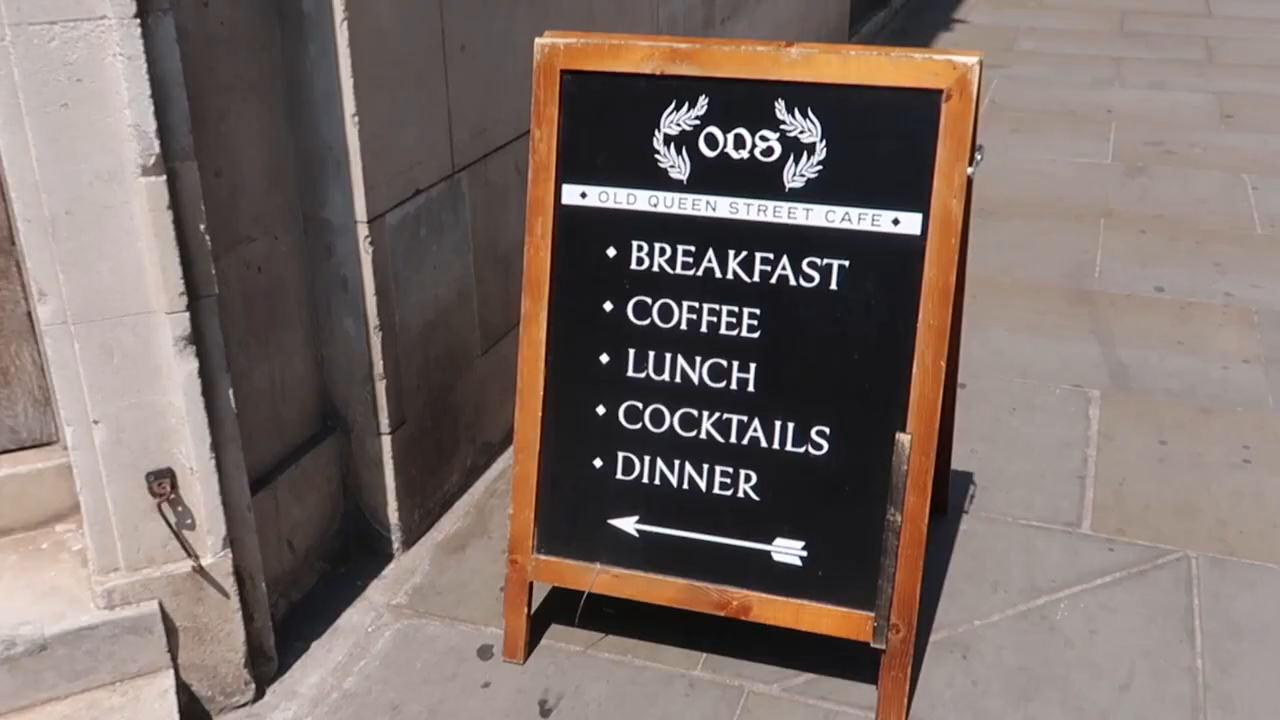 OQS
OLD QUEEN STREET CAFE
BREAKFAST
COFFEE
LUNCH
COCKTAILS
DINNER